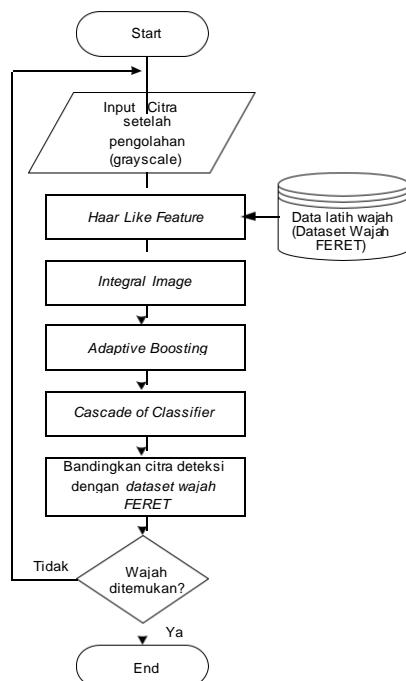 Start
Input Citra
setelah
pengolahan
(grayscale)
Haar Like Feature
Data latih wajah
(Dataset Wajah
FERET)
Integral Image
Adaptive Boosting
Cascade of Classifier
Bandingkan citra deteksi
dengan dataset wajah
FERET
Tidak
Wajah
ditemukan?
Ya
End